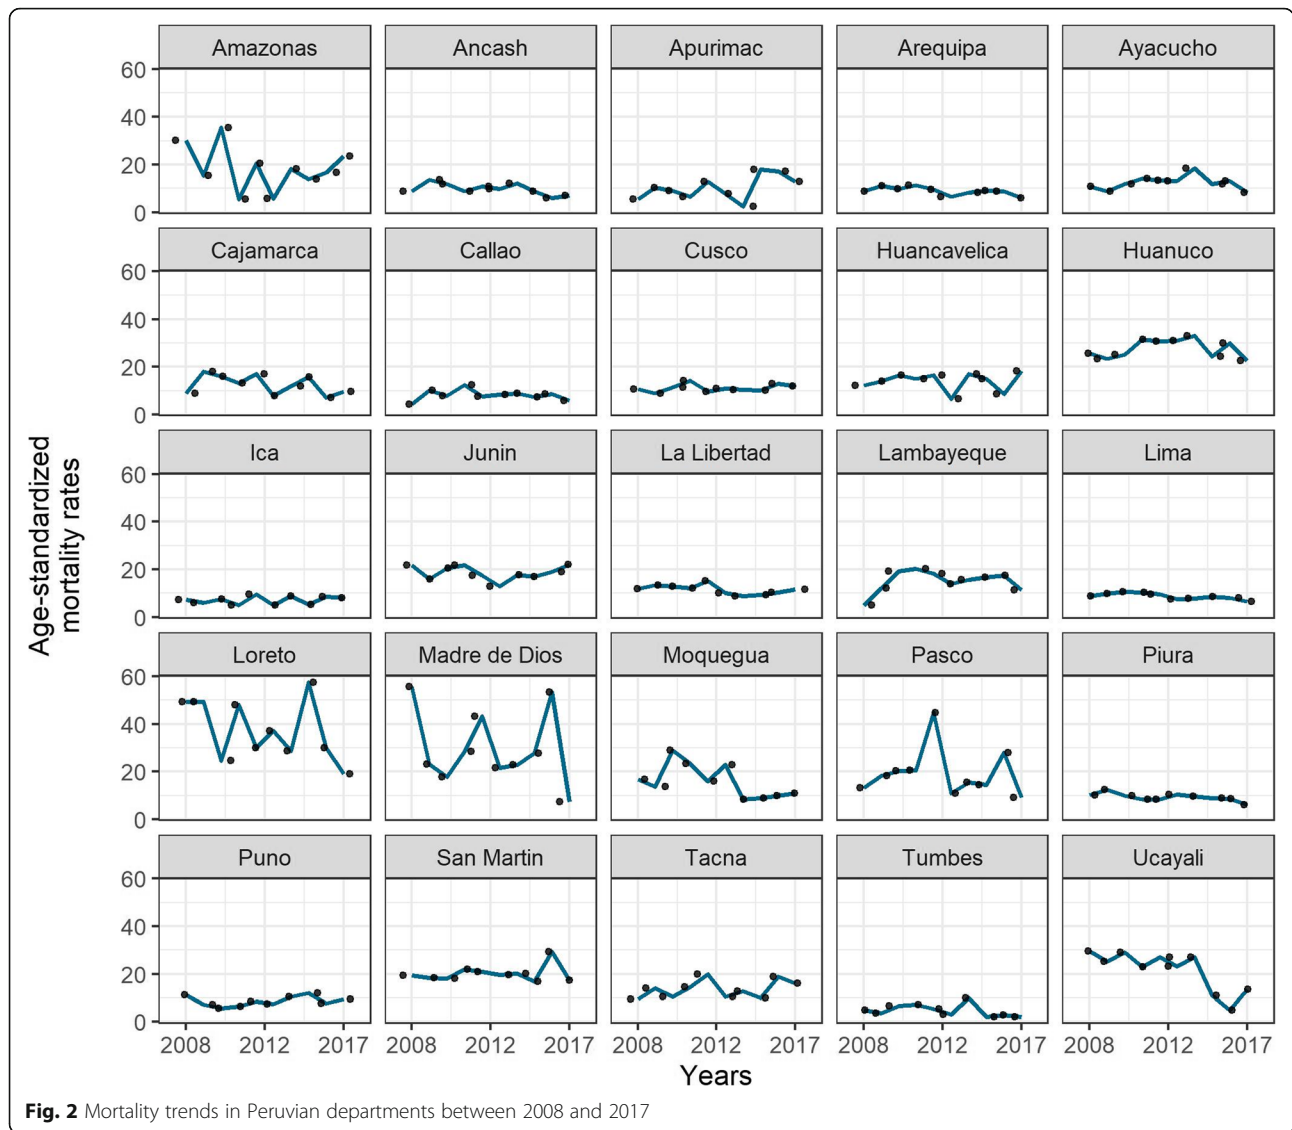 Amazonas Ancash Apurimac Arequipa Ayacucho
60
40
20
0
Cajamarca Callao Cusco Huancavelica Huanuco
60
40
20
0
Ica Junin La Libertad Lambayeque Lima
60
40
20
0
Age-standardized
mortality rates
Loreto Madre de Dios Moquegua Pasco Piura
60
40
20
0
Puno San Martin Tacna Tumbes Ucayali
60
40
20
0
2008 2012 2017 2008 2012 2017 2008 2012 2017 2008 2012 2017 2008 2012 2017
Years
Fig. 2 Mortality trends in Peruvian departments between 2008 and 2017